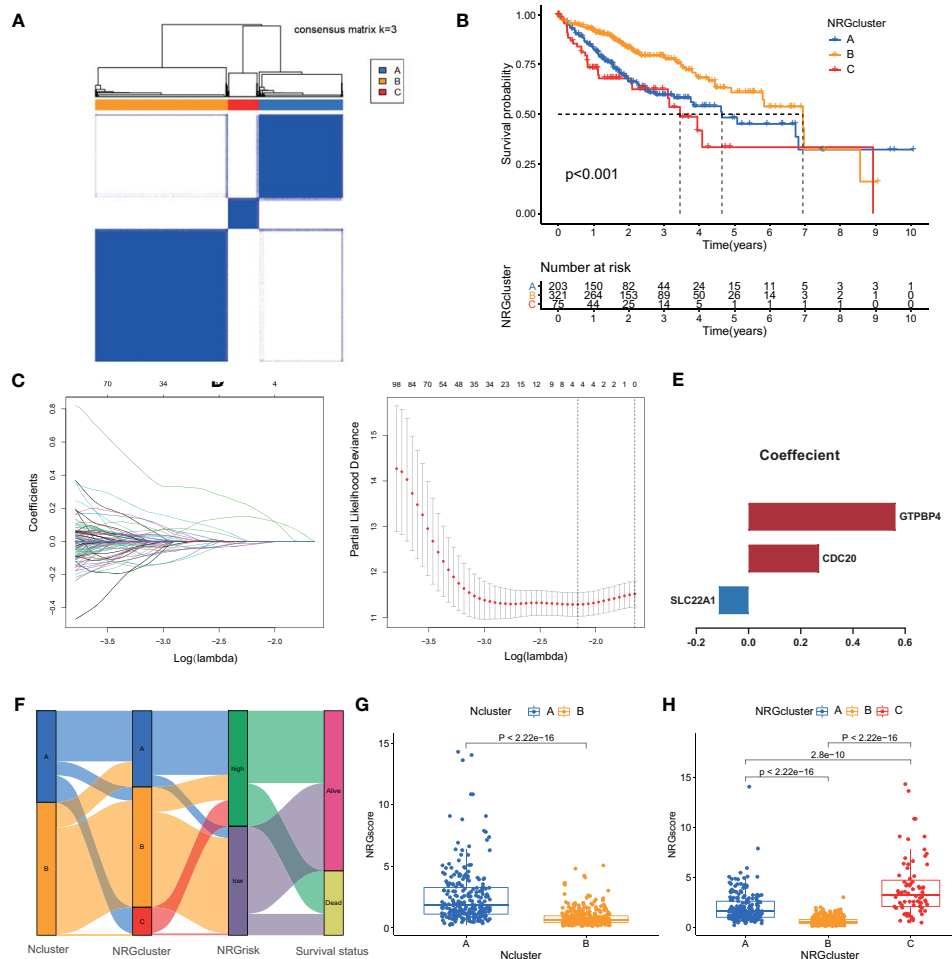 A
consensus matrix k=3
A
B
C
B
NRGcluster
A
B
C
Survival probability
1.00
0.75
0.50
0.25
0.00
p<0.001
0 1 2 3 4 5 6 7 8 9 10
Time(years)
Number at risk
NRGcluster
A 203 150 82 44 24 15 11 5 3 3 1
B 321 264 153 89 50 26 14 3 2 1 0
C 75 44 25 14 5 1 1 1 1 0 0
0 1 2 3 4 5 6 7 8 9 10
Time(years)
C
70 34 4
Coefficients
0.8
0.6
0.4
0.2
0.0
−0.2
−0.4
−3.5 −3.0 −2.5 −2.0
Log(lambda)
98 84 70 54 48 35 34 23 15 12 9 8 6 4 4 2 1 0
Partial Likelihood Deviance
15
14
13
12
11
−3.5 −3.0 −2.5 −2.0
Log(lambda)
E
Coeffecient
GTPBP4
CDC20
SLC22A1
-0.2 0.0 0.2 0.4 0.6
F
A
B
A
B
C
high
low
Alive
Dead
Ncluster NRGcluster NRGrisk Survival status
G
Ncluster A B
P < 2.22e−16
NRGscore
15
10
5
0
A B
Ncluster
H
NRGcluster A B C
P < 2.22e−16
2.8e−10
p < 2.22e−16
NRGscore
15
10
5
0
A B C
NRGcluster